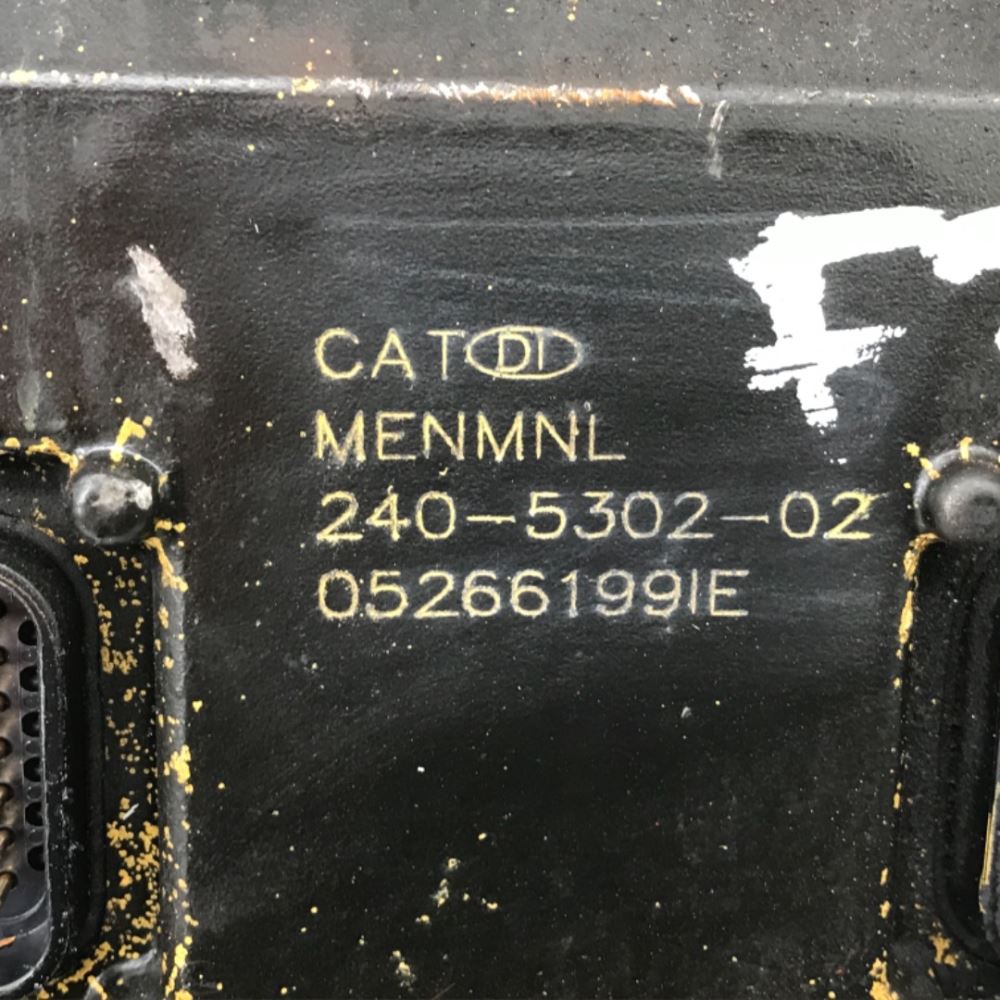 CAT DI
MENMNL
240-5302-02
05266199IE